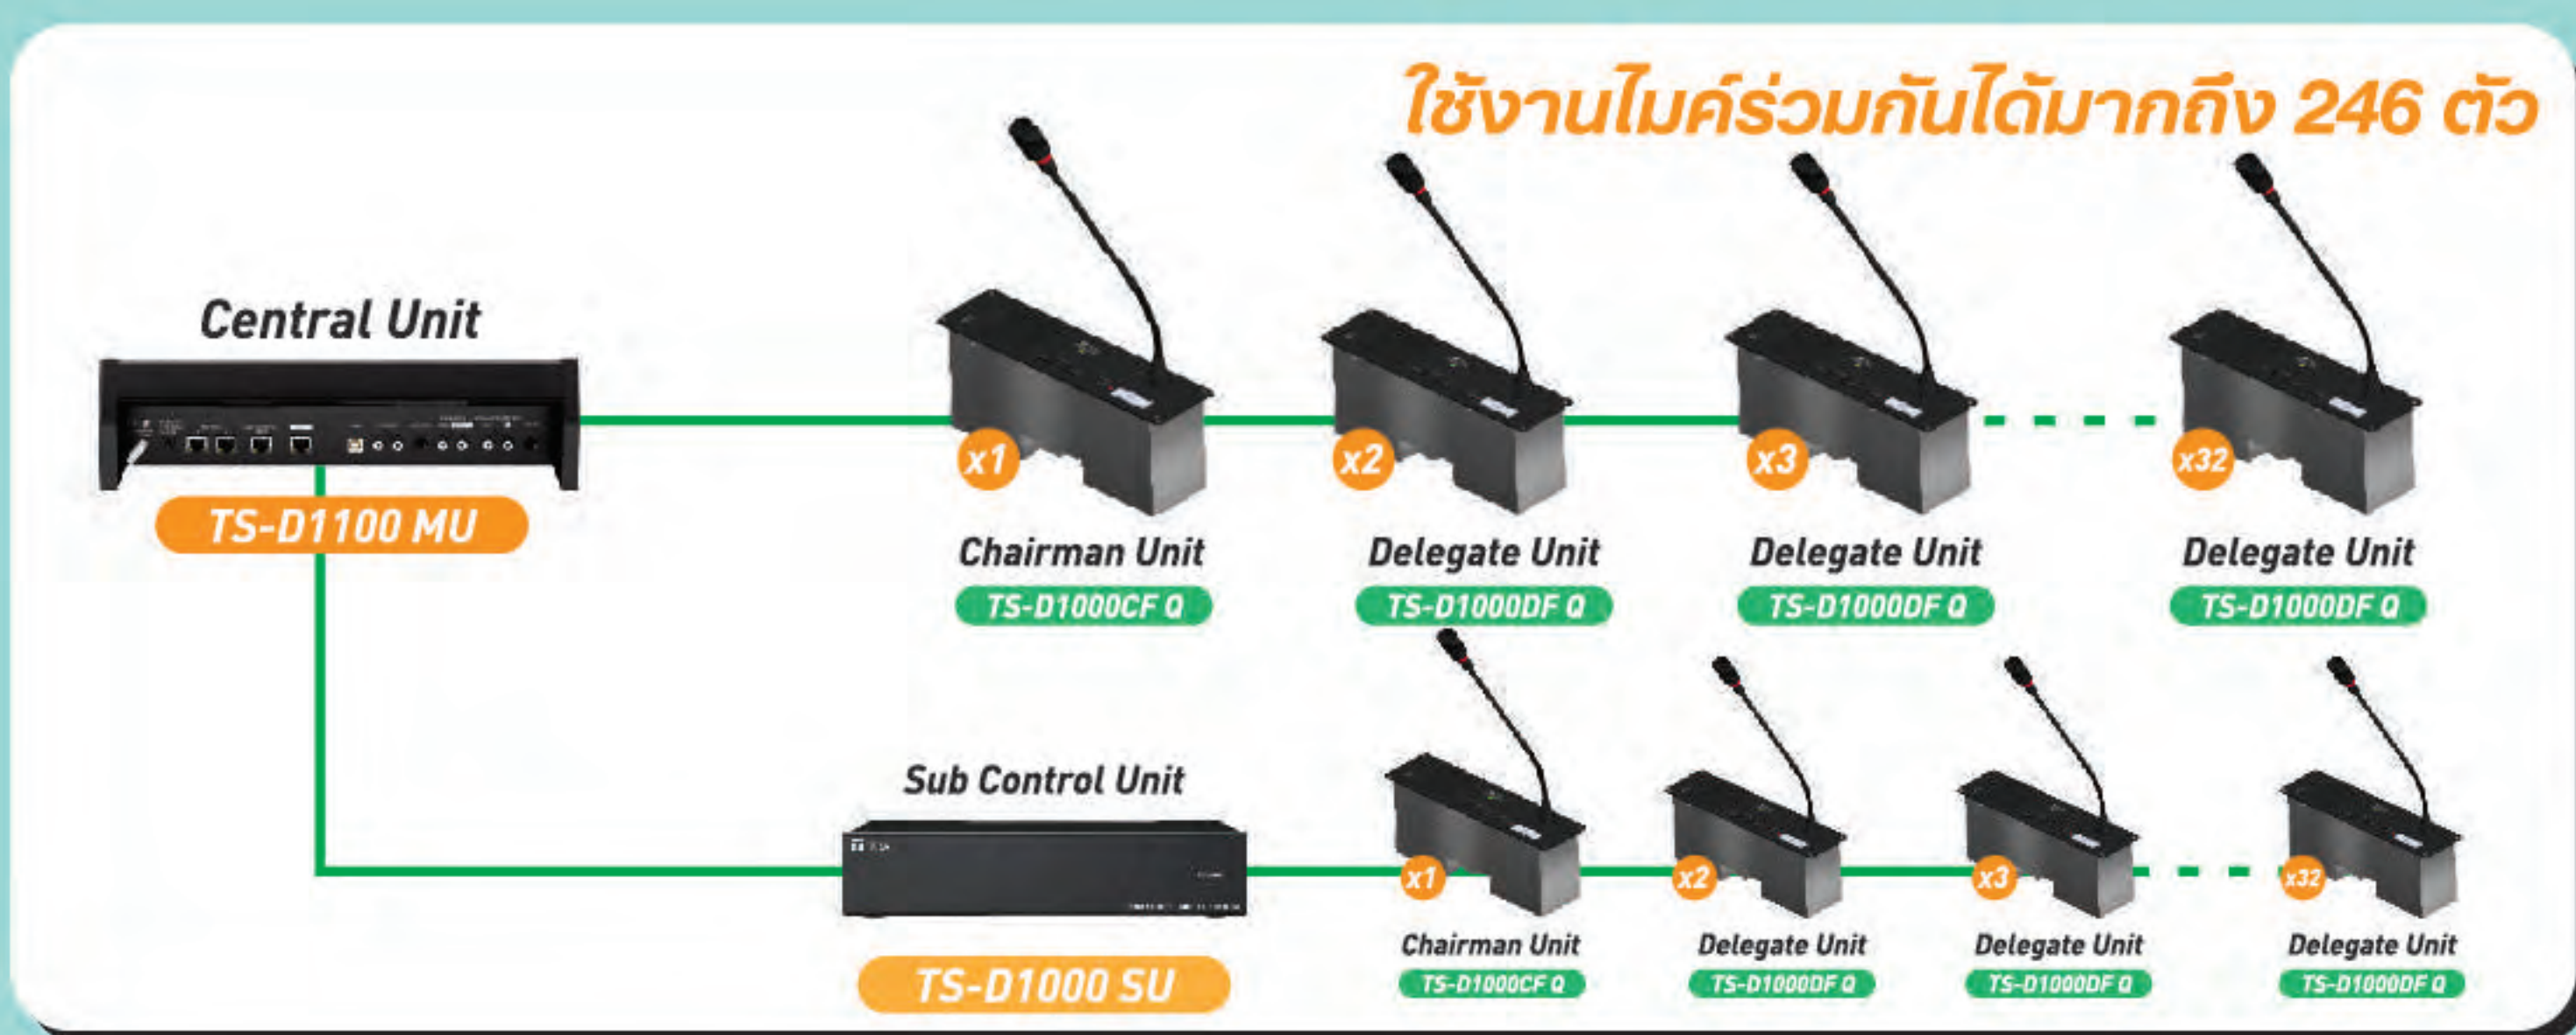 ใช้งานไมค์ร่วมกันได้มากถึง 246 ตัว
Central Unit
TS-D1100 MU
x1
x2
x3
x32
Chairman Unit
Delegate Unit
Delegate Unit
Delegate Unit
TS-D1000CF Q
TS-D1000DF Q
TS-D1000DF Q
TS-D1000DF Q
Sub Control Unit
TS-D1000 SU
x1
x2
x3
x32
Chairman Unit
Delegate Unit
Delegate Unit
Delegate Unit
TS-D1000CF Q
TS-D1000DF Q
TS-D1000DF Q
TS-D1000DF Q